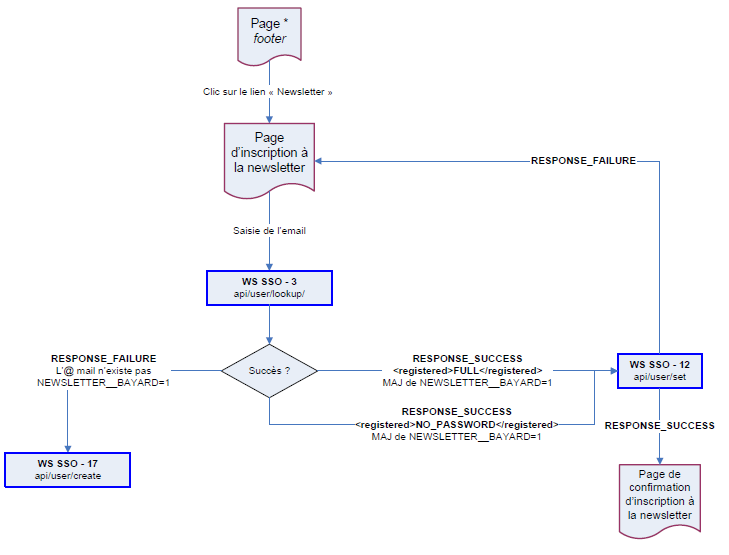 Page *
footer
Clic sur le lien « Newsletter »
Page
d'inscription à
la newsletter
RESPONSE_FAILURE
Saisie de l'email
WS SSO - 3
api/user/lookup/
RESPONSE_FAILURE
L'@ mail n'existe pas
NEWSLETTER__BAYARD=1
Succès ?
RESPONSE_SUCCESS
<registered>FULL</registered>
MAJ de NEWSLETTER__BAYARD=1
WS SSO - 12
api/user/set
RESPONSE_SUCCESS
<registered>NO_PASSWORD</registered>
MAJ de NEWSLETTER__BAYARD=1
RESPONSE_SUCCESS
WS SSO - 17
api/user/create
Page de
confirmation
d'inscription à
la newsletter